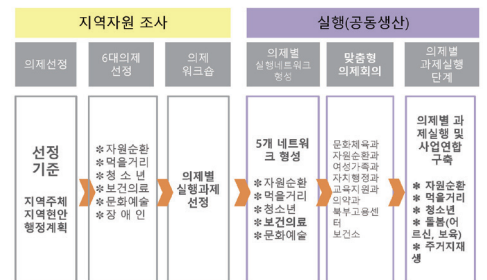 지역자원 조사
실행(공동생산)
의제선정
6대의제
선정
의제
워크숍
의제별
실행네트워크
형성
맞춤형
의제회의
의제별
과제실행
단계
선정
기준
지역주체
지역현안
행정계획
※자원순환
※먹을거리
※청 소 년
※보건의료
※문화예술
※장 애 인
의제별
실행과제
선정
5개 네트워
크 형성
※자원순환
※먹을거리
※청소년
※보건의료
※문화예술
문화체육과
자원순환과
여성가족과
자치행정과
교육지원과
의약과
북부고용센
터
보건소
의제별 과
제실행 및
사업연합
구축
※ 자원순환
※ 먹을거리
※ 청소년
※ 돌봄(어
르신, 보육)
※ 주거지재
생